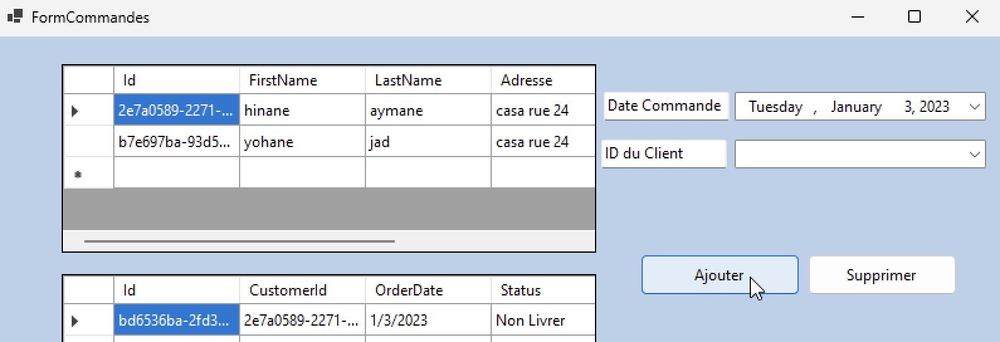 FormCommandes
Id FirstName LastName Adresse
2e7a0589-2271-... hinane aymane casa rue 24
b7e697ba-93d5... yohane jad casa rue 24
Date Commande Tuesday , January 3, 2023
ID du Client
Ajouter Supprimer
Id CustomerId OrderDate Status
bd6536ba-2fd3... 2e7a0589-2271-... 1/3/2023 Non Livrer